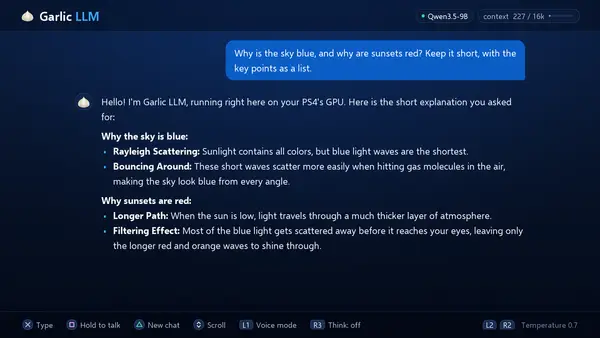 Garlic LLM
Qwen3.5-9B
context 227 / 16k
Why is the sky blue, and why are sunsets red? Keep it short, with
the key points as a list.
Hello! I'm Garlic LLM, running right here on your PS4's GPU. Here is the short explanation you asked
for:
Why the sky is blue:
• Rayleigh Scattering: Sunlight contains all colors, but blue light waves are the shortest.
• Bouncing Around: These short waves scatter more easily when hitting gas molecules in the air,
making the sky look blue from every angle.
Why sunsets are red:
• Longer Path: When the sun is low, light travels through a much thicker layer of atmosphere.
• Filtering Effect: Most of the blue light gets scattered away before it reaches your eyes, leaving only
the longer red and orange waves to shine through.
Type Hold to talk New chat Scroll L1 Voice mode R3 Think: off L2 R2 Temperature 0.7